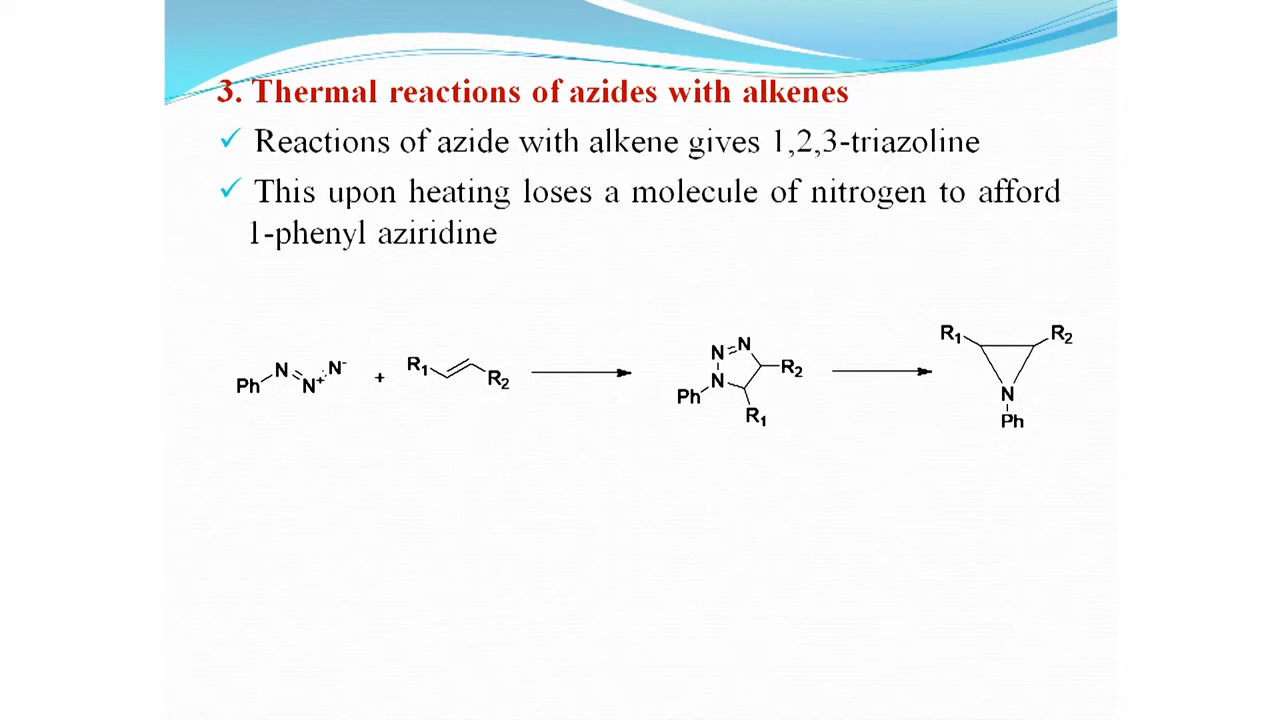 3. Thermal reactions of azides with alkenes
✓ Reactions of azide with alkene gives 1,2,3-triazoline
✓ This upon heating loses a molecule of nitrogen to afford
1-phenyl aziridine
Ph N N+ N- + R1 R2 N N N Ph R1 R2 R1 R2 N Ph